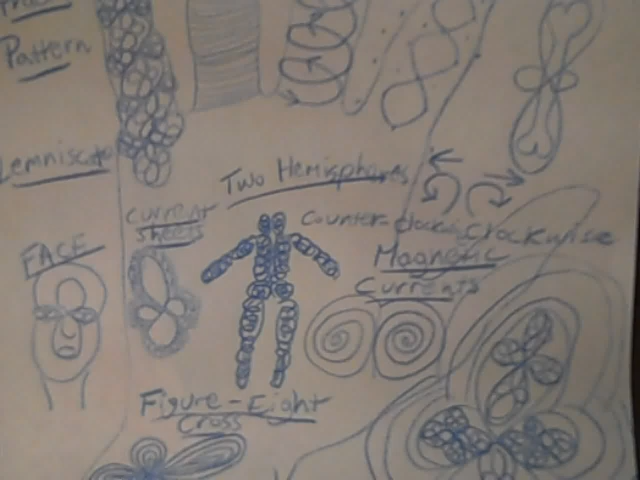 Pattern
Lemniscate
Two Hemispheres
Current
Sheets
FACE
Counter-clockwise
Clockwise
Magnetic
Currents
Figure-Eight
Cross